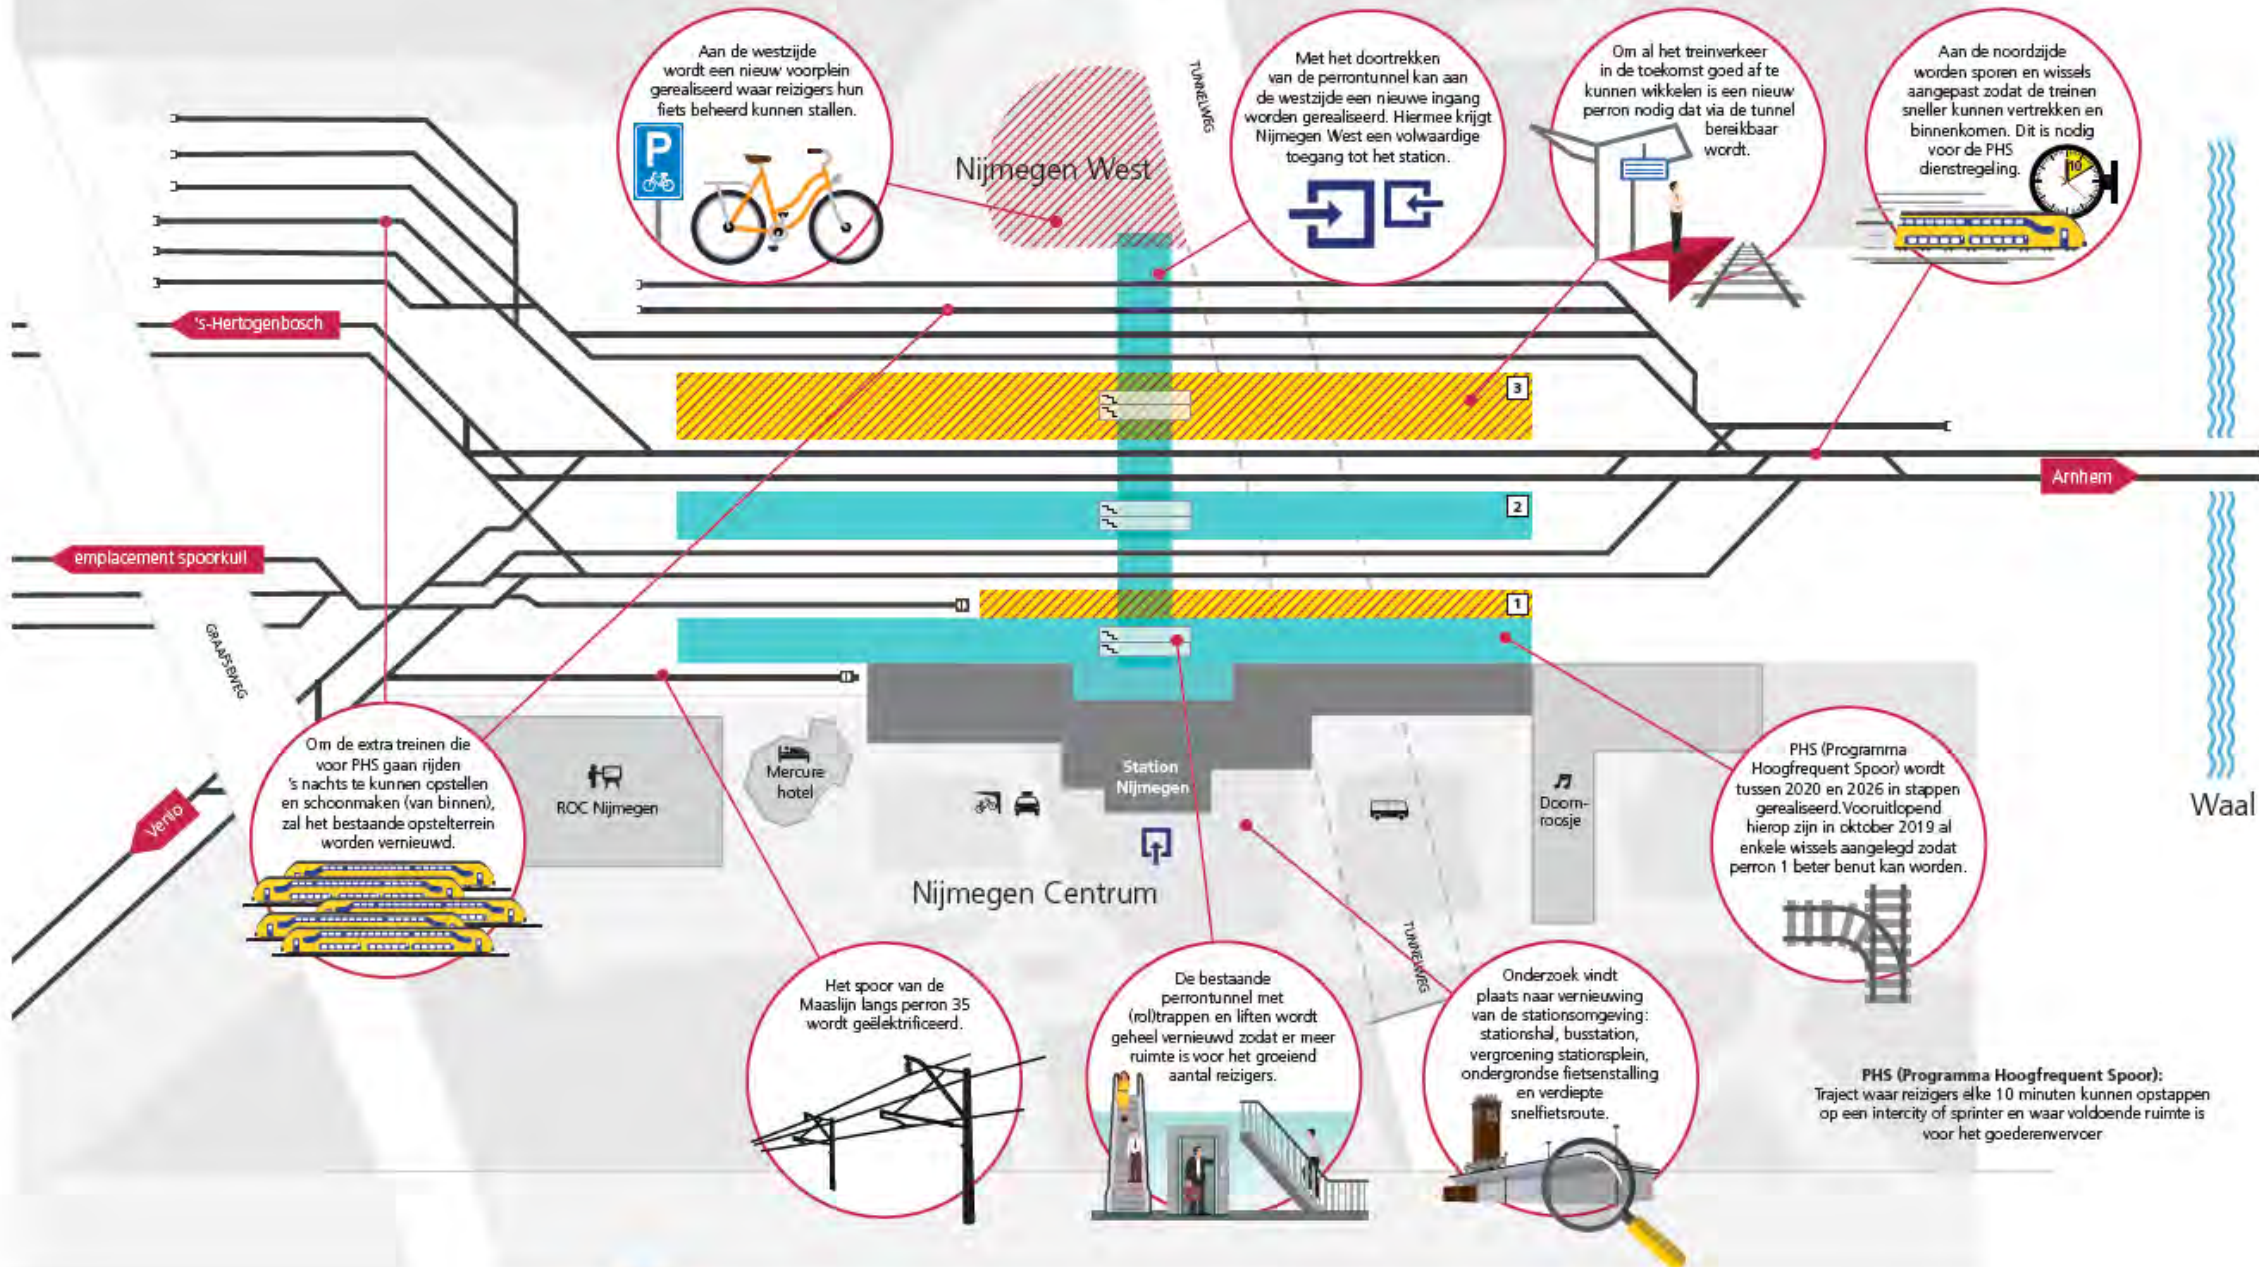 Aan de westzijde
wordt een nieuw voorplein
gerealiseerd waar reizigers hun
fiets beheerd kunnen stallen.
P
Nijmegen West
TUNNELWEG
Met het doortrekken
van de perrontunnel kan aan
de westzijde een nieuwe ingang
worden gerealiseerd. Hiermee krijgt
Nijmegen West een volwaardige
toegang tot het station.
Om al het treinverkeer
in de toekomst goed af te
kunnen wikkelen is een nieuw
perron nodig dat via de tunnel
bereikbaar
wordt.
Aan de noordzijde
worden sporen en wissels
aangepast zodat de treinen
sneller kunnen vertrekken en
binnenkomen. Dit is nodig
voor de PHS
dienstregeling.
10
's-Hertogenbosch
3
Arnhem
2
emplacement spoorkuil
1
GRAAFSEWEG
Venlo
Om de extra treinen die
voor PHS gaan rijden
's nachts te kunnen opstellen
en schoonmaken (van binnen),
zal het bestaande opstelterrein
worden vernieuwd.
ROC Nijmegen
Mercure
hotel
Station
Nijmegen
Doorn-
roosje
Nijmegen Centrum
TUNNELWEG
PHS (Programma
Hoogfrequent Spoor) wordt
tussen 2020 en 2026 in stappen
gerealiseerd. Vooruitlopend
hierop zijn in oktober 2019 al
enkele wissels aangelegd zodat
perron 1 beter benut kan worden.
Waal
Het spoor van de
Maaslijn langs perron 35
wordt geëlektrificeerd.
De bestaande
perrontunnel met
(rol)trappen en liften wordt
geheel vernieuwd zodat er meer
ruimte is voor het groeiend
aantal reizigers.
Onderzoek vindt
plaats naar vernieuwing
van de stationsomgeving:
stationshal, busstation,
vergroening stationsplein,
ondergrondse fietsenstalling
en verdiepte
snelfietsroute.
PHS (Programma Hoogfrequent Spoor):
Traject waar reizigers elke 10 minuten kunnen opstappen
op een intercity of sprinter en waar voldoende ruimte is
voor het goederenvervoer